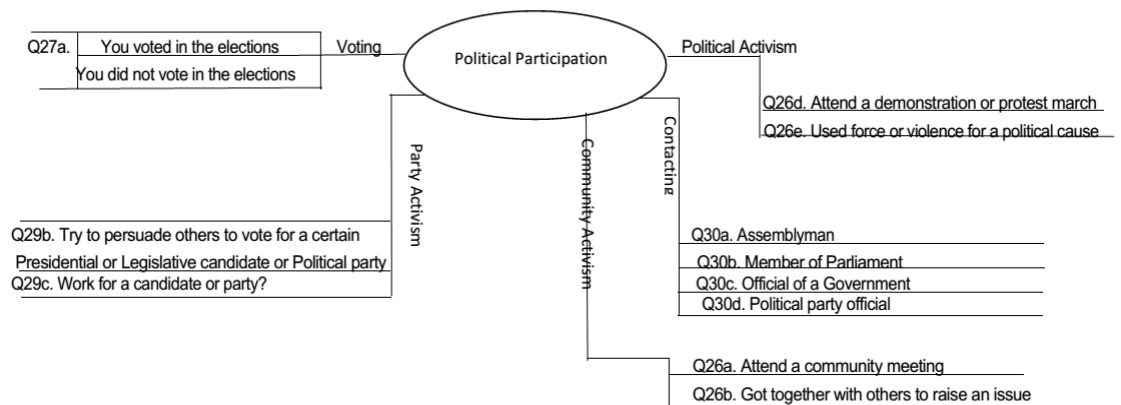 Q27a.
You voted in the elections
You did not vote in the elections
Voting
Political Participation
Political Activism
Q26d. Attend a demonstration or protest march
Q26e. Used force or violence for a political cause
Party Activism
Community Activism
Contacting
Q29b. Try to persuade others to vote for a certain
Presidential or Legislative candidate or Political party
Q29c. Work for a candidate or party?
Q30a. Assemblyman
Q30b. Member of Parliament
Q30c. Official of a Government
Q30d. Political party official
Q26a. Attend a community meeting
Q26b. Got together with others to raise an issue